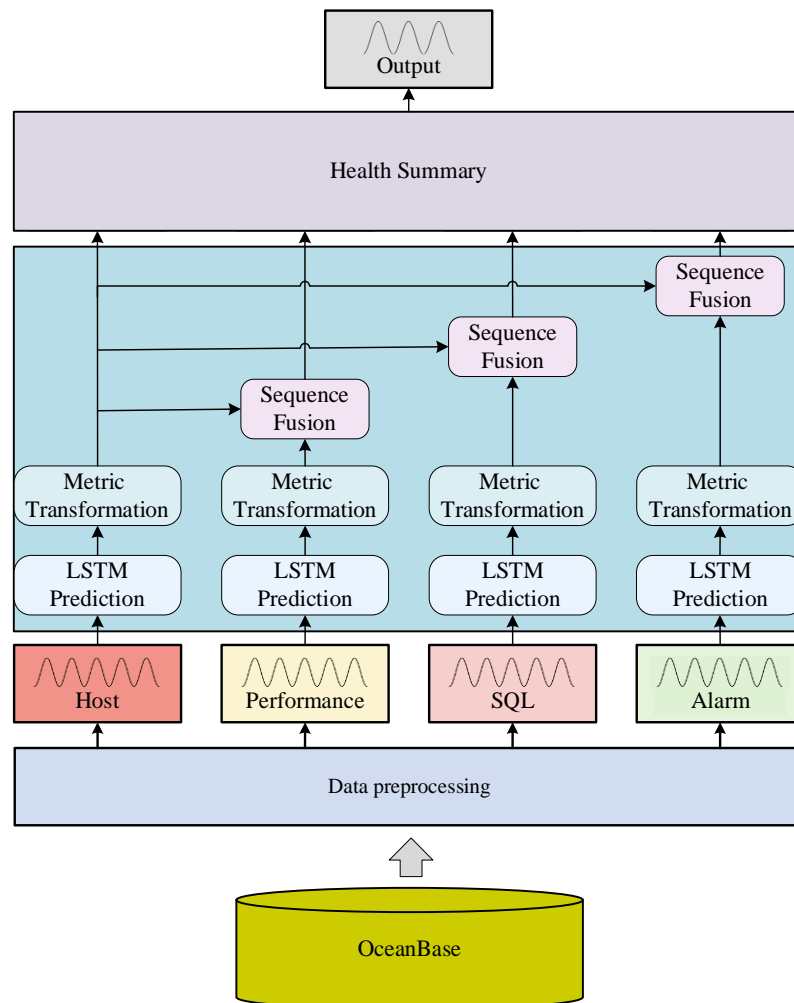 Output
Health Summary
Sequence
Fusion
Sequence
Fusion
Sequence
Fusion
Metric
Transformation
Metric
Transformation
Metric
Transformation
Metric
Transformation
LSTM
Prediction
LSTM
Prediction
LSTM
Prediction
LSTM
Prediction
Host
Performance
SQL
Alarm
Data preprocessing
OceanBase